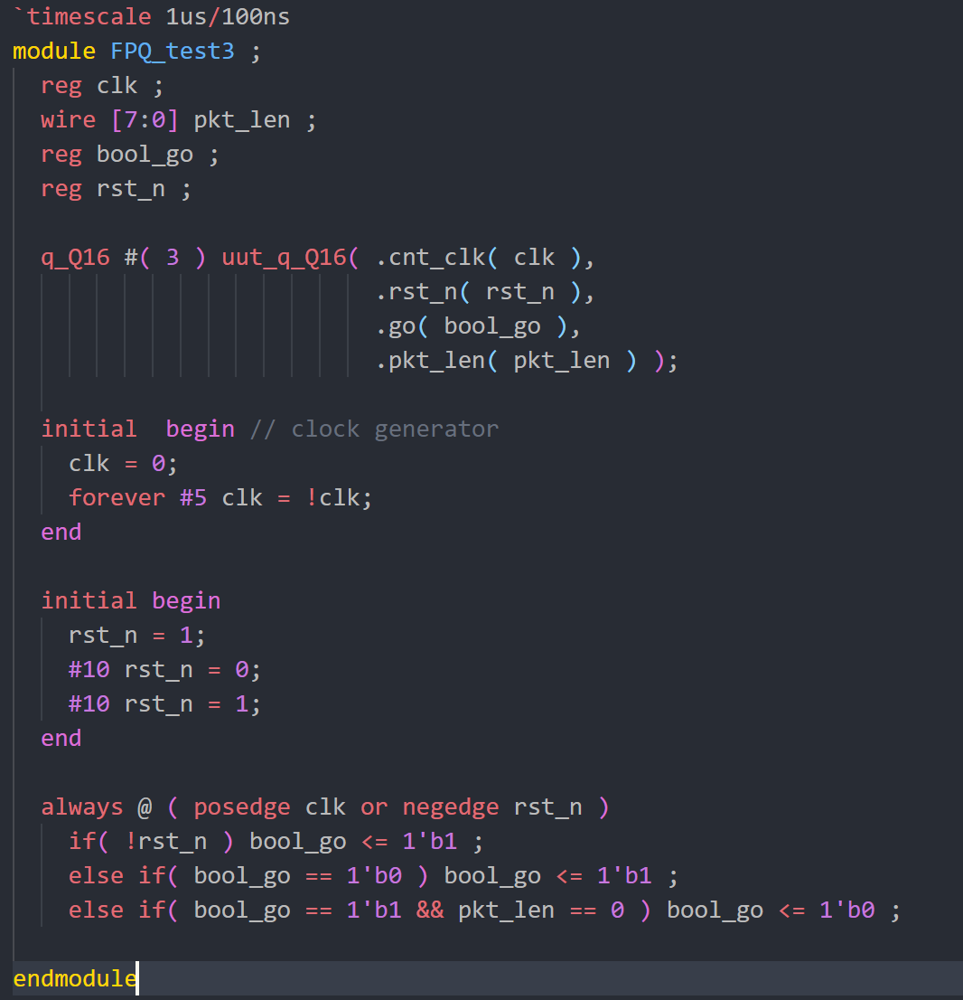 `timescale 1us/100ns
module FPQ_test3 ;
  reg clk ;
  wire [7:0] pkt_len ;
  reg bool_go ;
  reg rst_n ;

  q_Q16 #( 3 ) uut_q_Q16( .cnt_clk( clk ),
                          .rst_n( rst_n ),
                          .go( bool_go ),
                          .pkt_len( pkt_len ) );

  initial  begin // clock generator
    clk = 0;
    forever #5 clk = !clk;
  end

  initial begin
    rst_n = 1;
    #10 rst_n = 0;
    #10 rst_n = 1;
  end

  always @ ( posedge clk or negedge rst_n )
    if( !rst_n ) bool_go <= 1'b1 ;
    else if( bool_go == 1'b0 ) bool_go <= 1'b1 ;
    else if( bool_go == 1'b1 && pkt_len == 0 ) bool_go <= 1'b0 ;

endmodule